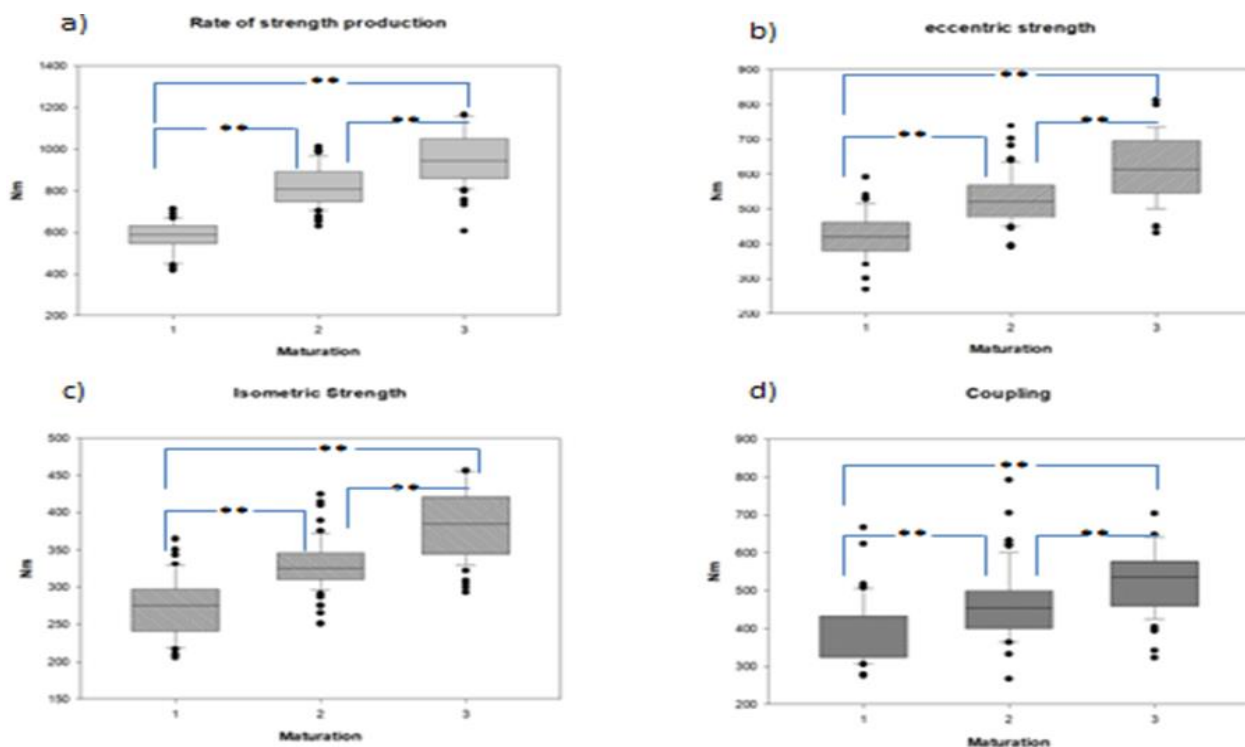 a)
Rate of strength production
1400
1200
1000
800
600
400
200
Nm
1 2 3
Maturation
b)
eccentric strength
900
800
700
600
500
400
300
200
Nm
1 2 3
Maturation
c)
Isometric Strength
500
450
400
350
300
250
200
150
Nm
1 2 3
Maturation
d)
Coupling
900
800
700
600
500
400
300
200
Nm
1 2 3
Maturation